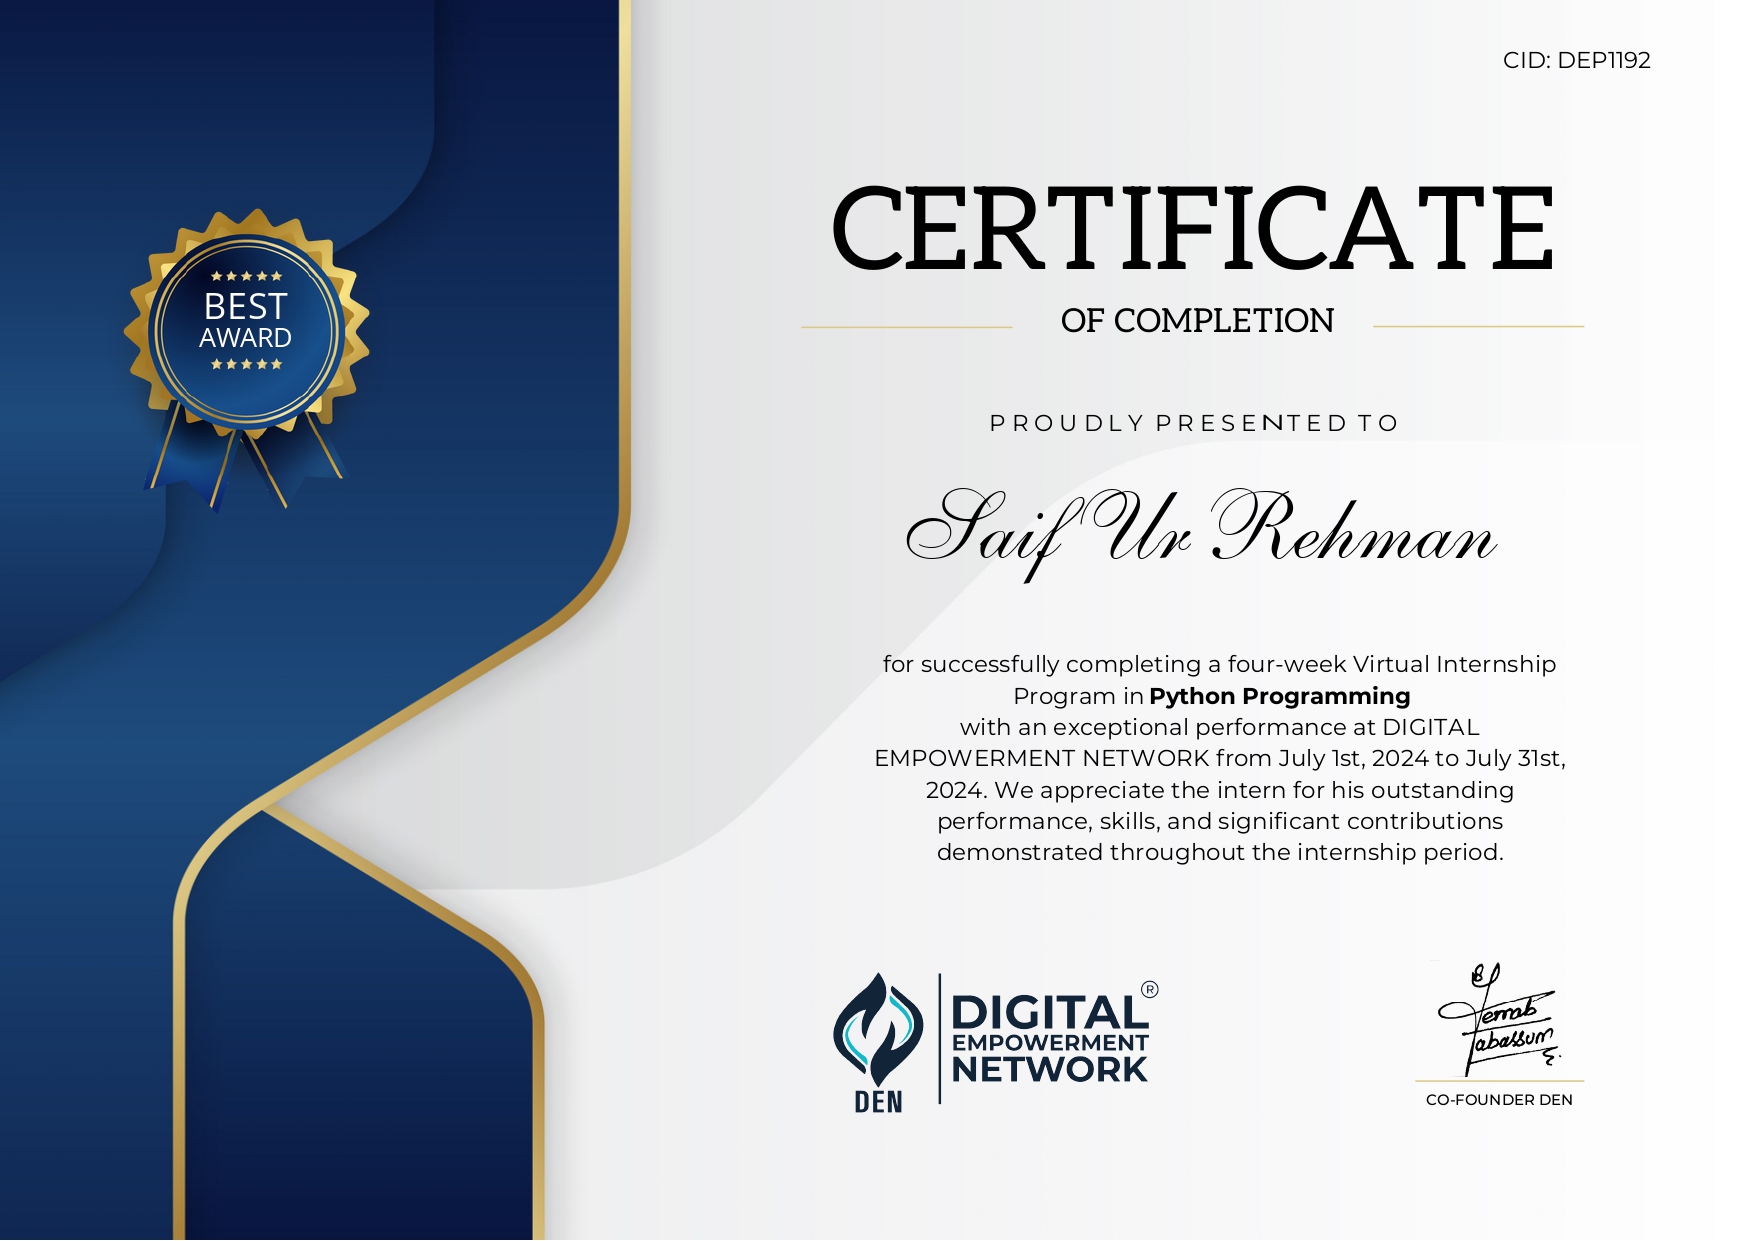 CID: DEP1192
BEST
AWARD
CERTIFICATE
OF COMPLETION
PROUDLY PRESENTED TO
Saif Ur Rehman
for successfully completing a four-week Virtual Internship
Program in Python Programming
with an exceptional performance at DIGITAL
EMPOWERMENT NETWORK from July 1st, 2024 to July 31st,
2024. We appreciate the intern for his outstanding
performance, skills, and significant contributions
demonstrated throughout the internship period.
DEN
DIGITAL®
EMPOWERMENT
NETWORK
Tabassum
CO-FOUNDER DEN